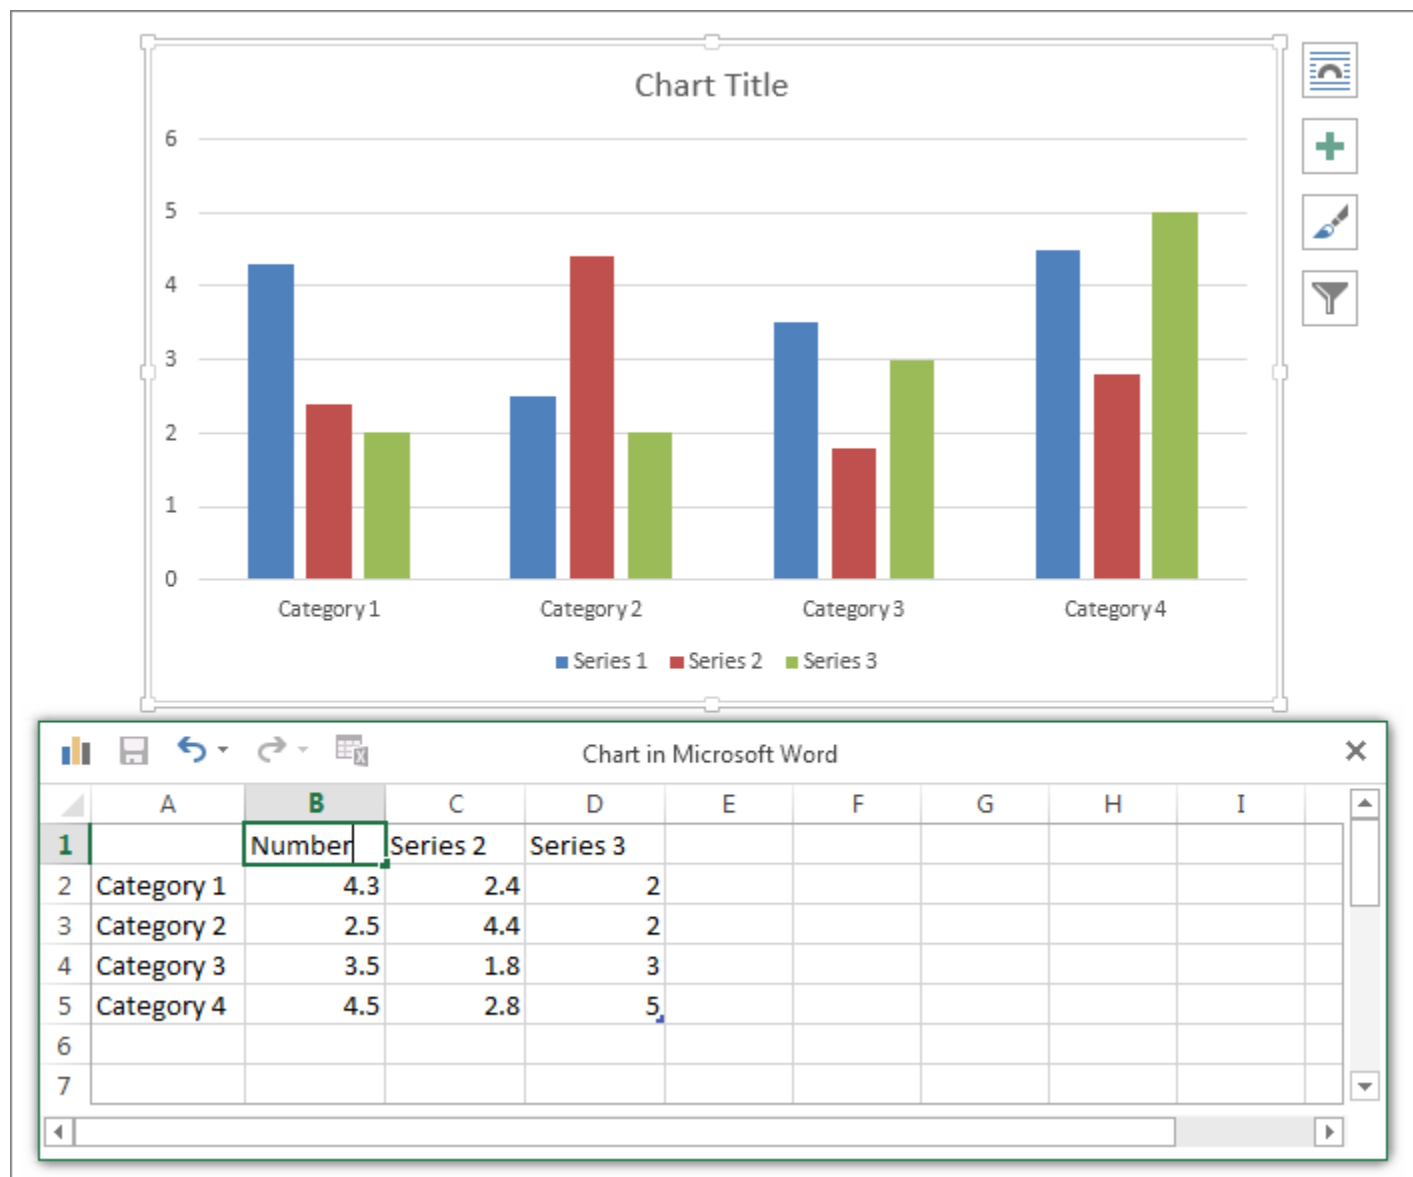 Chart Title
6
5
4
3
2
1
0
Category 1 Category 2 Category 3 Category 4
Series 1 Series 2 Series 3
Chart in Microsoft Word
A B C D E F G H I
1 Number Series 2 Series 3
2 Category 1 4.3 2.4 2
3 Category 2 2.5 4.4 2
4 Category 3 3.5 1.8 3
5 Category 4 4.5 2.8 5
6
7